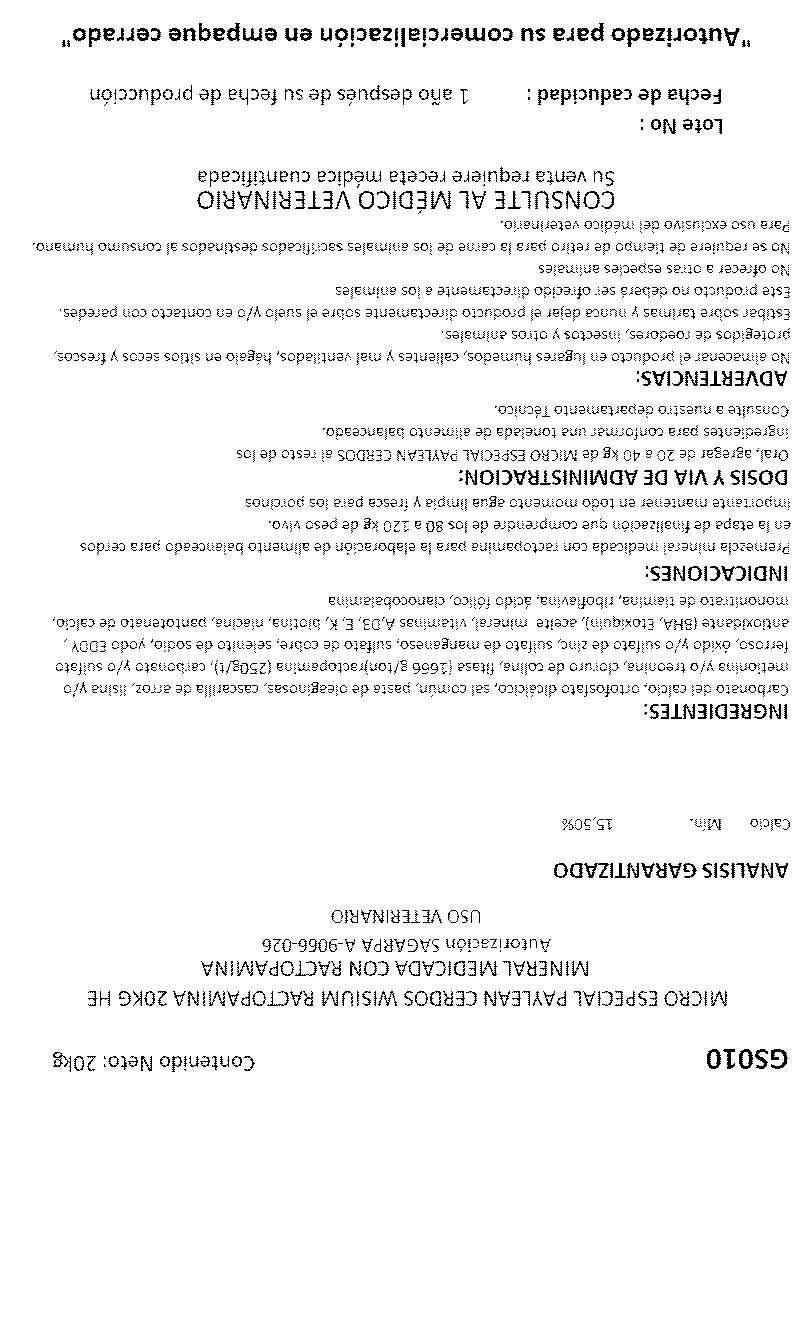 GS010 Contenido Neto: 20kg
MICRO ESPECIAL PAYLEAN CERDOS WISIUM RACTOPAMINA 20KG HE
MINERAL MEDICADA CON RACTOPAMINA
Autorización SAGARPA A-9066-026
USO VETERINARIO
ANALISIS GARANTIZADO
Calcio Mín. 15,50%
INGREDIENTES:
Carbonato del calcio, ortofosfato dicálcico, sal común, pasta de oleaginosas, cascarilla de arroz, lisina y/o
metionina y/o treonina, cloruro de colina, fitasa (1666 g/ton)ractopamina (250g/t), carbonato y/o sulfato
ferroso, óxido y/o sulfato de zinc, sulfato de manganeso, sulfato de cobre, selenito de sodio, yodo EDDY ,
antioxidante (BHA, Etoxiquin), aceite mineral, vitaminas A,D3, E, K, biotina, niacina, pantotenato de calcio,
mononitrato de tiamina, riboflavina, ácido fólico, cianocobalamina
INDICACIONES:
Premezcla mineral medicada con ractopamina para la elaboración de alimento balanceado para cerdos
en la etapa de finalización que comprendre de los 80 a 120 kg de peso vivo.
Importante mantener en todo momento agua limpia y fresca para los porcinos
DOSIS Y VIA DE ADMINISTRACION:
Oral, agregar de 20 a 40 kg de MICRO ESPECIAL PAYLEAN CERDOS al resto de los
ingredientes para conformar una tonelada de alimento balanceado.
Consulte a nuestro departamento Técnico.
ADVERTENCIAS:
No almacenar el producto en lugares húmedos, calientes y mal ventilados, hágalo en sitios secos y frescos,
protegidos de roedores, insectos y otros animales.
Estibar sobre tarimas y nunca dejar el producto directamente sobre el suelo y/o en contacto con paredes.
Este producto no deberá ser ofrecido directamente a los animales
No ofrecer a otras especies animales
No se requiere de tiempo de retiro para la carne de los animales sacrificados destinados al consumo humano.
Para uso exclusivo del médico veterinario.
CONSULTE AL MÉDICO VETERINARIO
Su venta requiere receta médica cuantificada
Lote No :
Fecha de caducidad : 1 año después de su fecha de producción
"Autorizado para su comercialización en empaque cerrado"